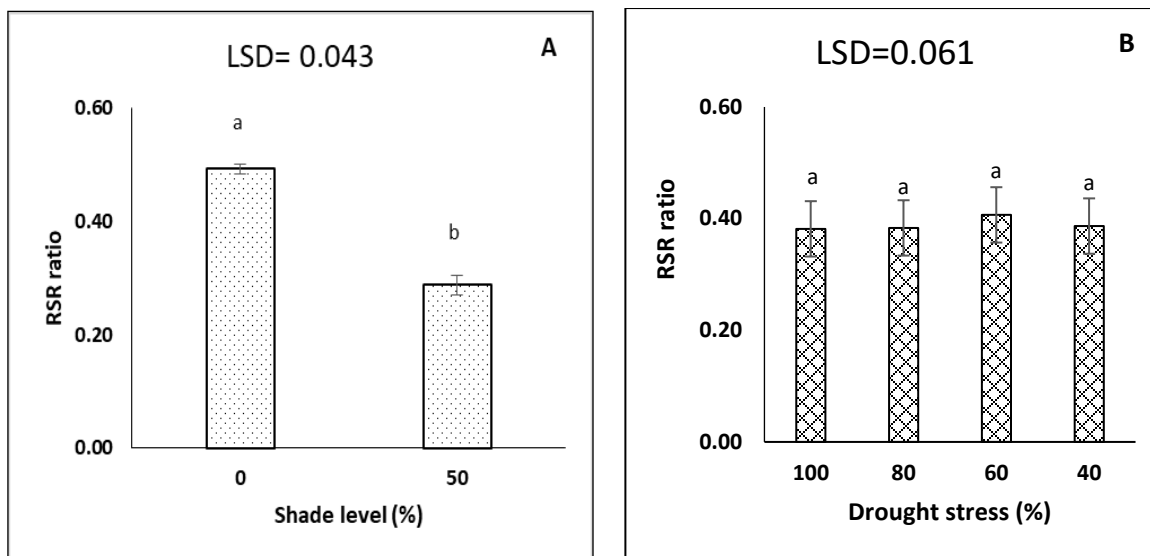 A
LSD= 0.043
RSR ratio
0.60
0.40
0.20
0.00
a
b
0
50
Shade level (%)
B
LSD=0.061
RSR ratio
0.60
0.40
0.20
0.00
a
a
a
a
100
80
60
40
Drought stress (%)